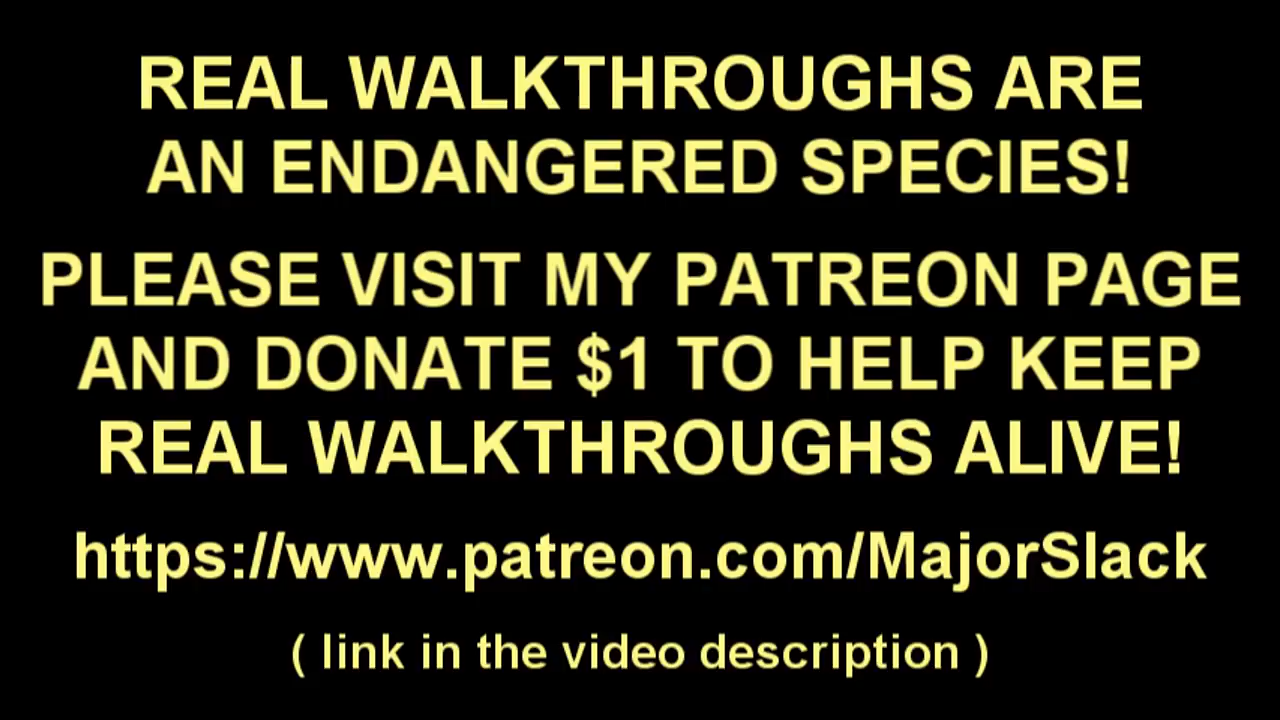 REAL WALKTHROUGHS ARE
AN ENDANGERED SPECIES!
PLEASE VISIT MY PATREON PAGE
AND DONATE $1 TO HELP KEEP
REAL WALKTHROUGHS ALIVE!
https://www.patreon.com/MajorSlack
( link in the video description )